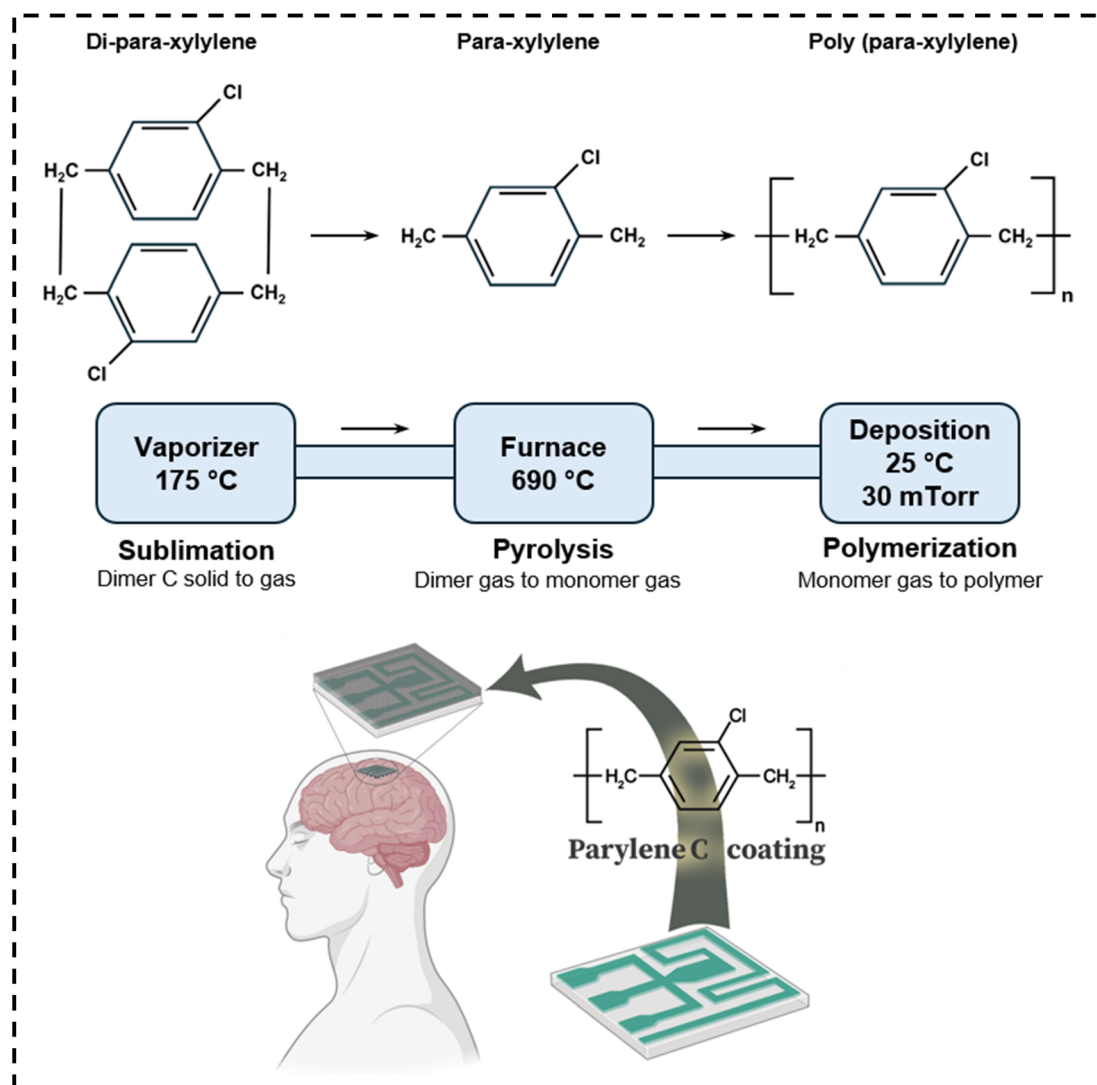 Di-para-xylylene
Para-xylylene
Poly (para-xylylene)
Cl
H₂C
CH₂
H₂C
CH₂
Cl
Cl
H₂C
CH₂
Cl
H₂C
CH₂
n
Vaporizer
175 °C
Furnace
690 °C
Deposition
25 °C
30 mTorr
Sublimation
Dimer C solid to gas
Pyrolysis
Dimer gas to monomer gas
Polymerization
Monomer gas to polymer
Cl
H₂C
CH₂
n
Parylene C coating